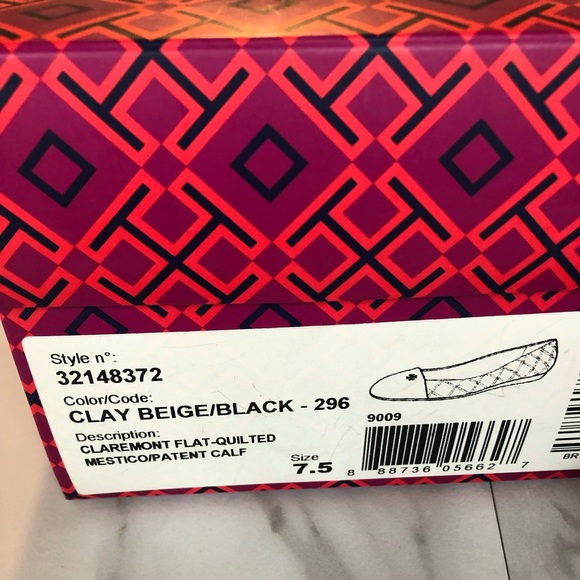 Style n°:
32148372
Color/Code:
CLAY BEIGE/BLACK - 296
Description:
CLAREMONT FLAT-QUILTED
MESTICO/PATENT CALF
Size
7.5
9009
8 88736 05662 7
8R